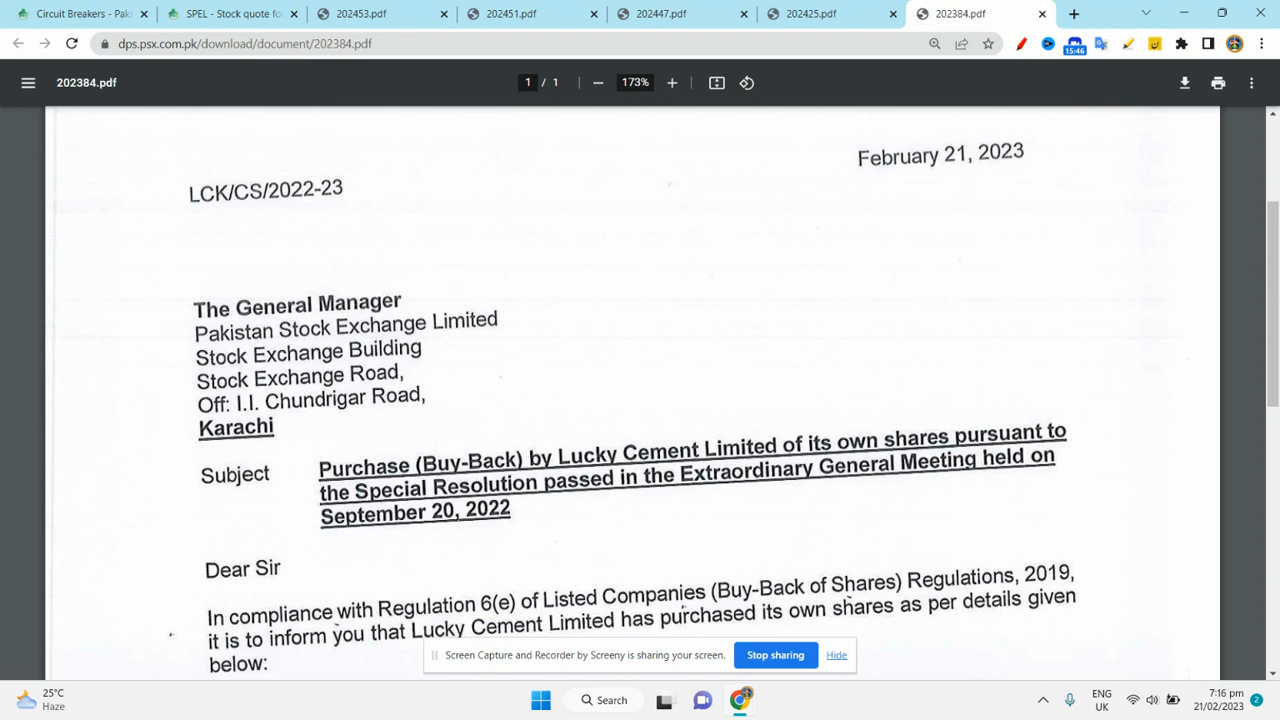 Circuit Breakers - Pak
SPEL - Stock quote fo
202453.pdf
202451.pdf
202447.pdf
202425.pdf
202384.pdf
dps.psx.com.pk/download/document/202384.pdf
15:46
202384.pdf
1 / 1
173%
February 21, 2023
LCK/CS/2022-23
The General Manager
Pakistan Stock Exchange Limited
Stock Exchange Building
Stock Exchange Road,
Off: I.I. Chundrigar Road,
Karachi
Subject
Purchase (Buy-Back) by Lucky Cement Limited of its own shares pursuant to
the Special Resolution passed in the Extraordinary General Meeting held on
September 20, 2022
Dear Sir
In compliance with Regulation 6(e) of Listed Companies (Buy-Back of Shares) Regulations, 2019,
it is to inform you that Lucky Cement Limited has purchased its own shares as per details given
below:
Screen Capture and Recorder by Screeny is sharing your screen.
Stop sharing
Hide
25°C
Haze
Search
ENG
UK
7:16 pm
21/02/2023
2